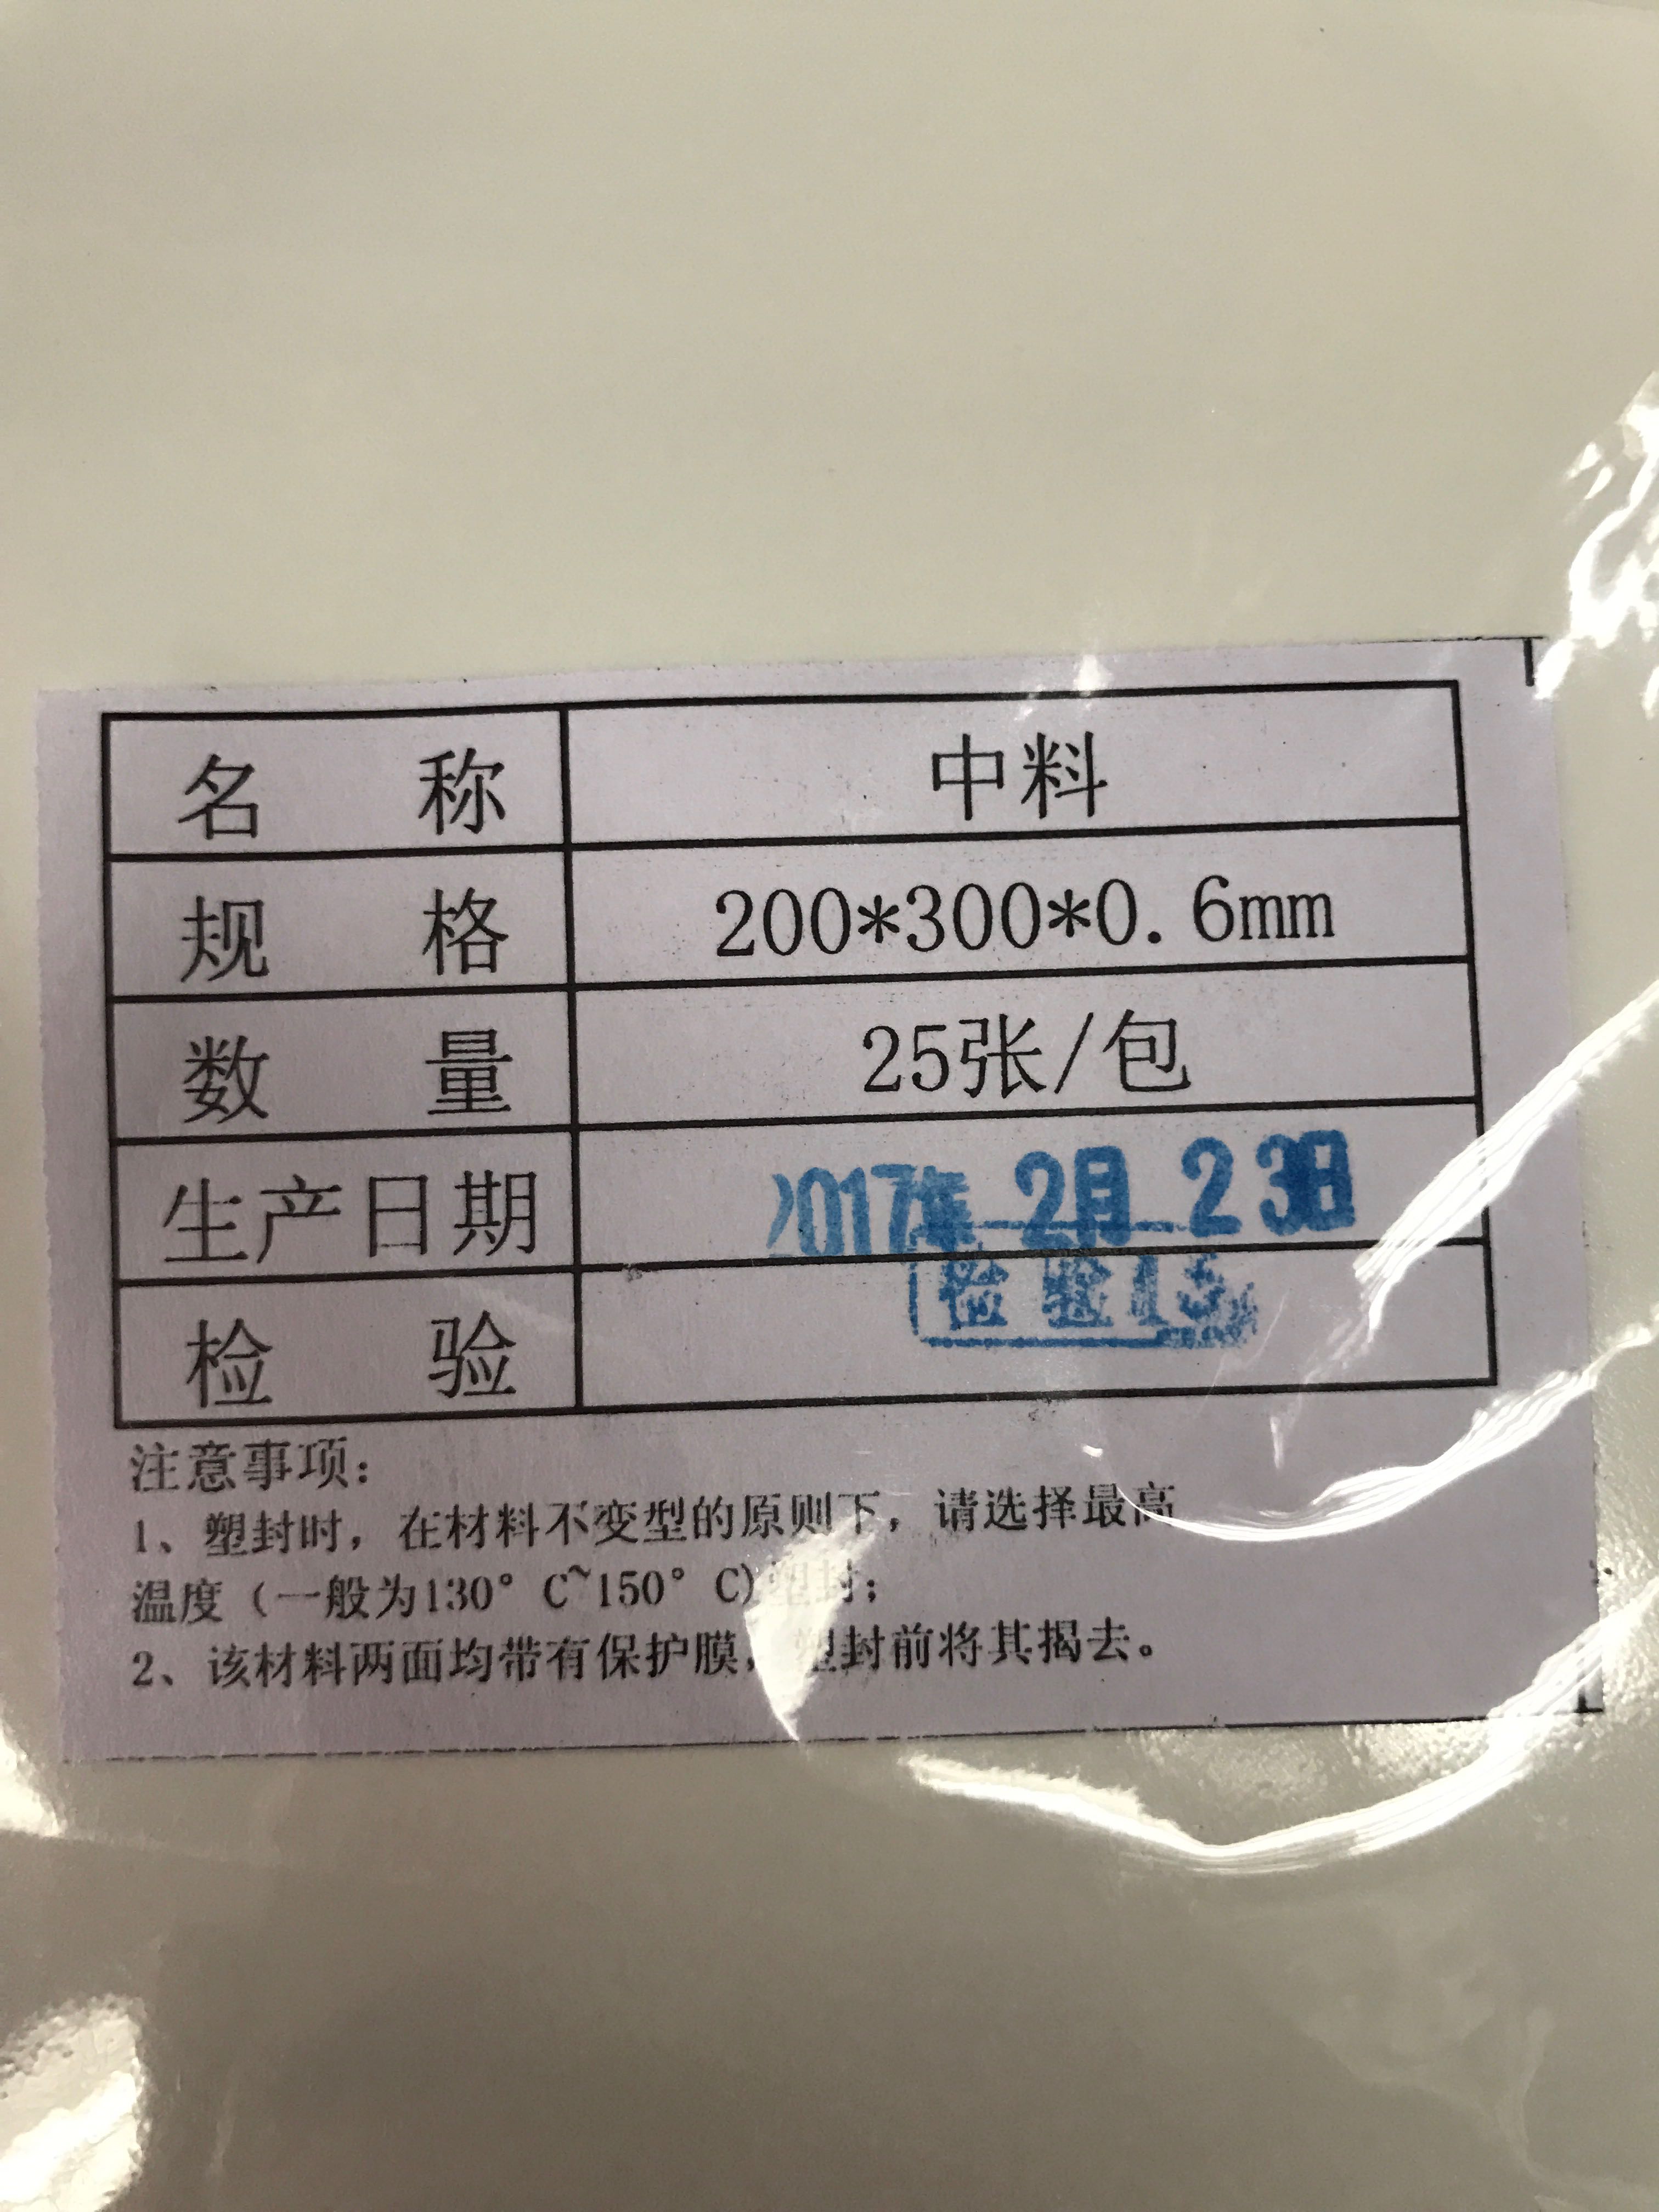 名 称 中料
规 格 200*300*0.6mm
数 量 25张/包
生产日期 2017年 2月 23日
检 验 检 验
注意事项:
1、塑封时，在材料不变型的原则下，请选择最高
温度（一般为130°C~150°C)塑封；
2、该材料两面均带有保护膜，塑封前将其揭去。